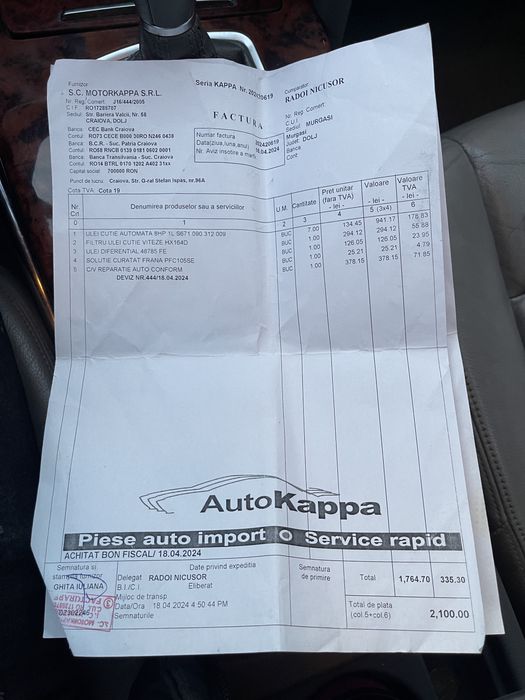 Furnizor
S.C. MOTORKAPPA S.R.L.
Nr. Reg. Comert. J16/444/2005
C.I.F. RO17285787
Sediul: Str. Bariera Valcii, Nr. 58
CRAIOVA, DOLJ
Banca: CEC Bank Craiova
Contul: RO73 CECE B000 30RO N246 0438
Banca: B.C.R. - Suc. Patria Craiova
Contul: RO58 RNCB 0139 0181 0602 0001
Banca: Banca Transilvania - Suc. Craiova
Contul: RO14 BTRL 0170 1202 A402 31xx
Capital social 700000 RON
Punct de lucru: Craiova, Str. G-ral Stefan Ispas, nr.96A
Cota TVA: Cota 19
Seria KAPPA Nr. 202420619
FACTURA
Numar factura 202420619
Data(ziua,luna,anul) 18.04.2024
Nr. Aviz insotire a marfii
Cumparator:
RADOI NICUSOR
Nr. Reg. Comert:
C.U.I.
Sediul MURGASI
Murgasi
Judet: DOLJ
Banca
Cont
Nr. Crt. Denumirea produselor sau a serviciilor U.M. Cantitate Pret unitar (fara TVA) - lei - Valoare - lei - Valoare TVA - lei -
0 1 2 3 4 5 (3x4) 6
1 ULEI CUTIE AUTOMATA 8HP 1L S671 090 312 009 BUC 7.00 134.45 941.17 178.83
2 FILTRU ULEI CUTIE VITEZE HX164D BUC 1.00 294.12 294.12 55.88
3 ULEI DIFERENTIAL 48785 FE BUC 1.00 126.05 126.05 23.95
4 SOLUTIE CURATAT FRANA PFC105SE BUC 1.00 25.21 25.21 4.79
5 C/V REPARATIE AUTO CONFORM BUC 1.00 378.15 378.15 71.85
DEVIZ NR.444/18.04.2024
AutoKappa
Piese auto import O Service rapid
ACHITAT BON FISCAL/ 18.04.2024
Semnatura si
stampila furnizor
GHITA IULIANA
Date privind expeditia
Delegat RADOI NICUSOR
B.I./C.I. Eliberat
Mijloc de transp
Data/Ora 18.04.2024 4:50:44 PM
Semnaturile
Semnatura
de primire
Total 1,764.70 335.30
Total de plata
(col.5+col.6) 2,100.00